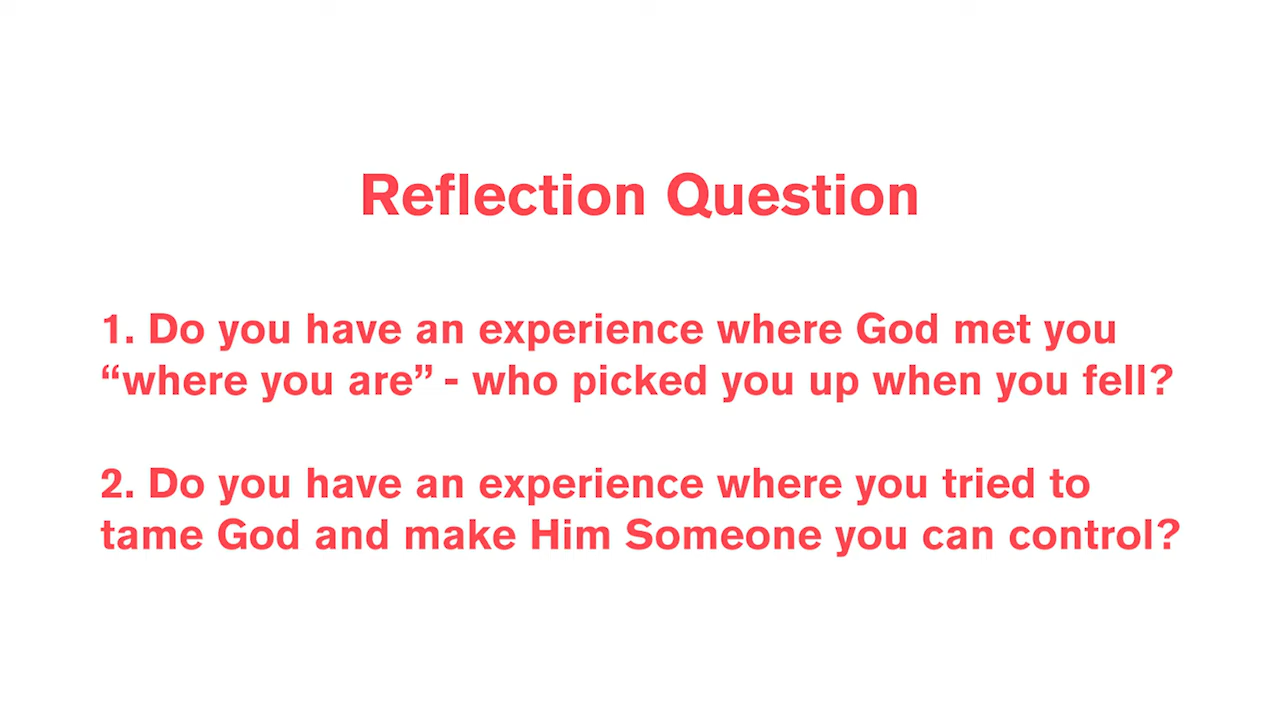 Reflection Question
1. Do you have an experience where God met you
“where you are” - who picked you up when you fell?
2. Do you have an experience where you tried to
tame God and make Him Someone you can control?